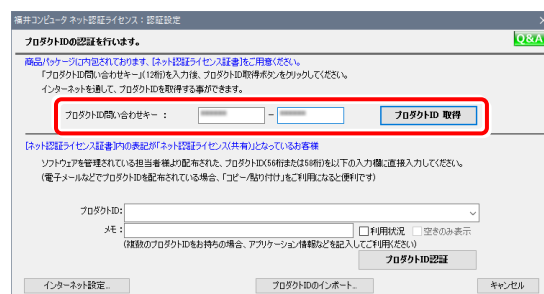 福井コンピュータ ネット認証ライセンス：認証設定
プロダクトIDの認証を行います。
Q&A
商品パッケージに内包されております、[ネット認証ライセンス証書]をご用意ください。
「プロダクトID問い合わせキー」(12桁)を入力後、プロダクトID取得ボタンをクリックしてください。
インターネットを通して、プロダクトIDを取得する事ができます。
プロダクトID問い合わせキー ：
－
プロダクトID 取得
[ネット認証ライセンス証書]内の表記が「ネット認証ライセンス(共有)」となっているお客様
ソフトウェアを管理されている担当者様より配布された、プロダクトID(56桁または58桁)を以下の入力欄に直接入力してください。
(電子メールなどでプロダクトIDを配布されている場合、「コピー/貼り付け」をご利用になると便利です)
プロダクトID:
メモ :
利用状況
空きのみ表示
(複数のプロダクトIDをお持ちの場合、アプリケーション情報などを記入してご利用ください)
プロダクトID認証
インターネット設定...
プロダクトIDのインポート...
キャンセル